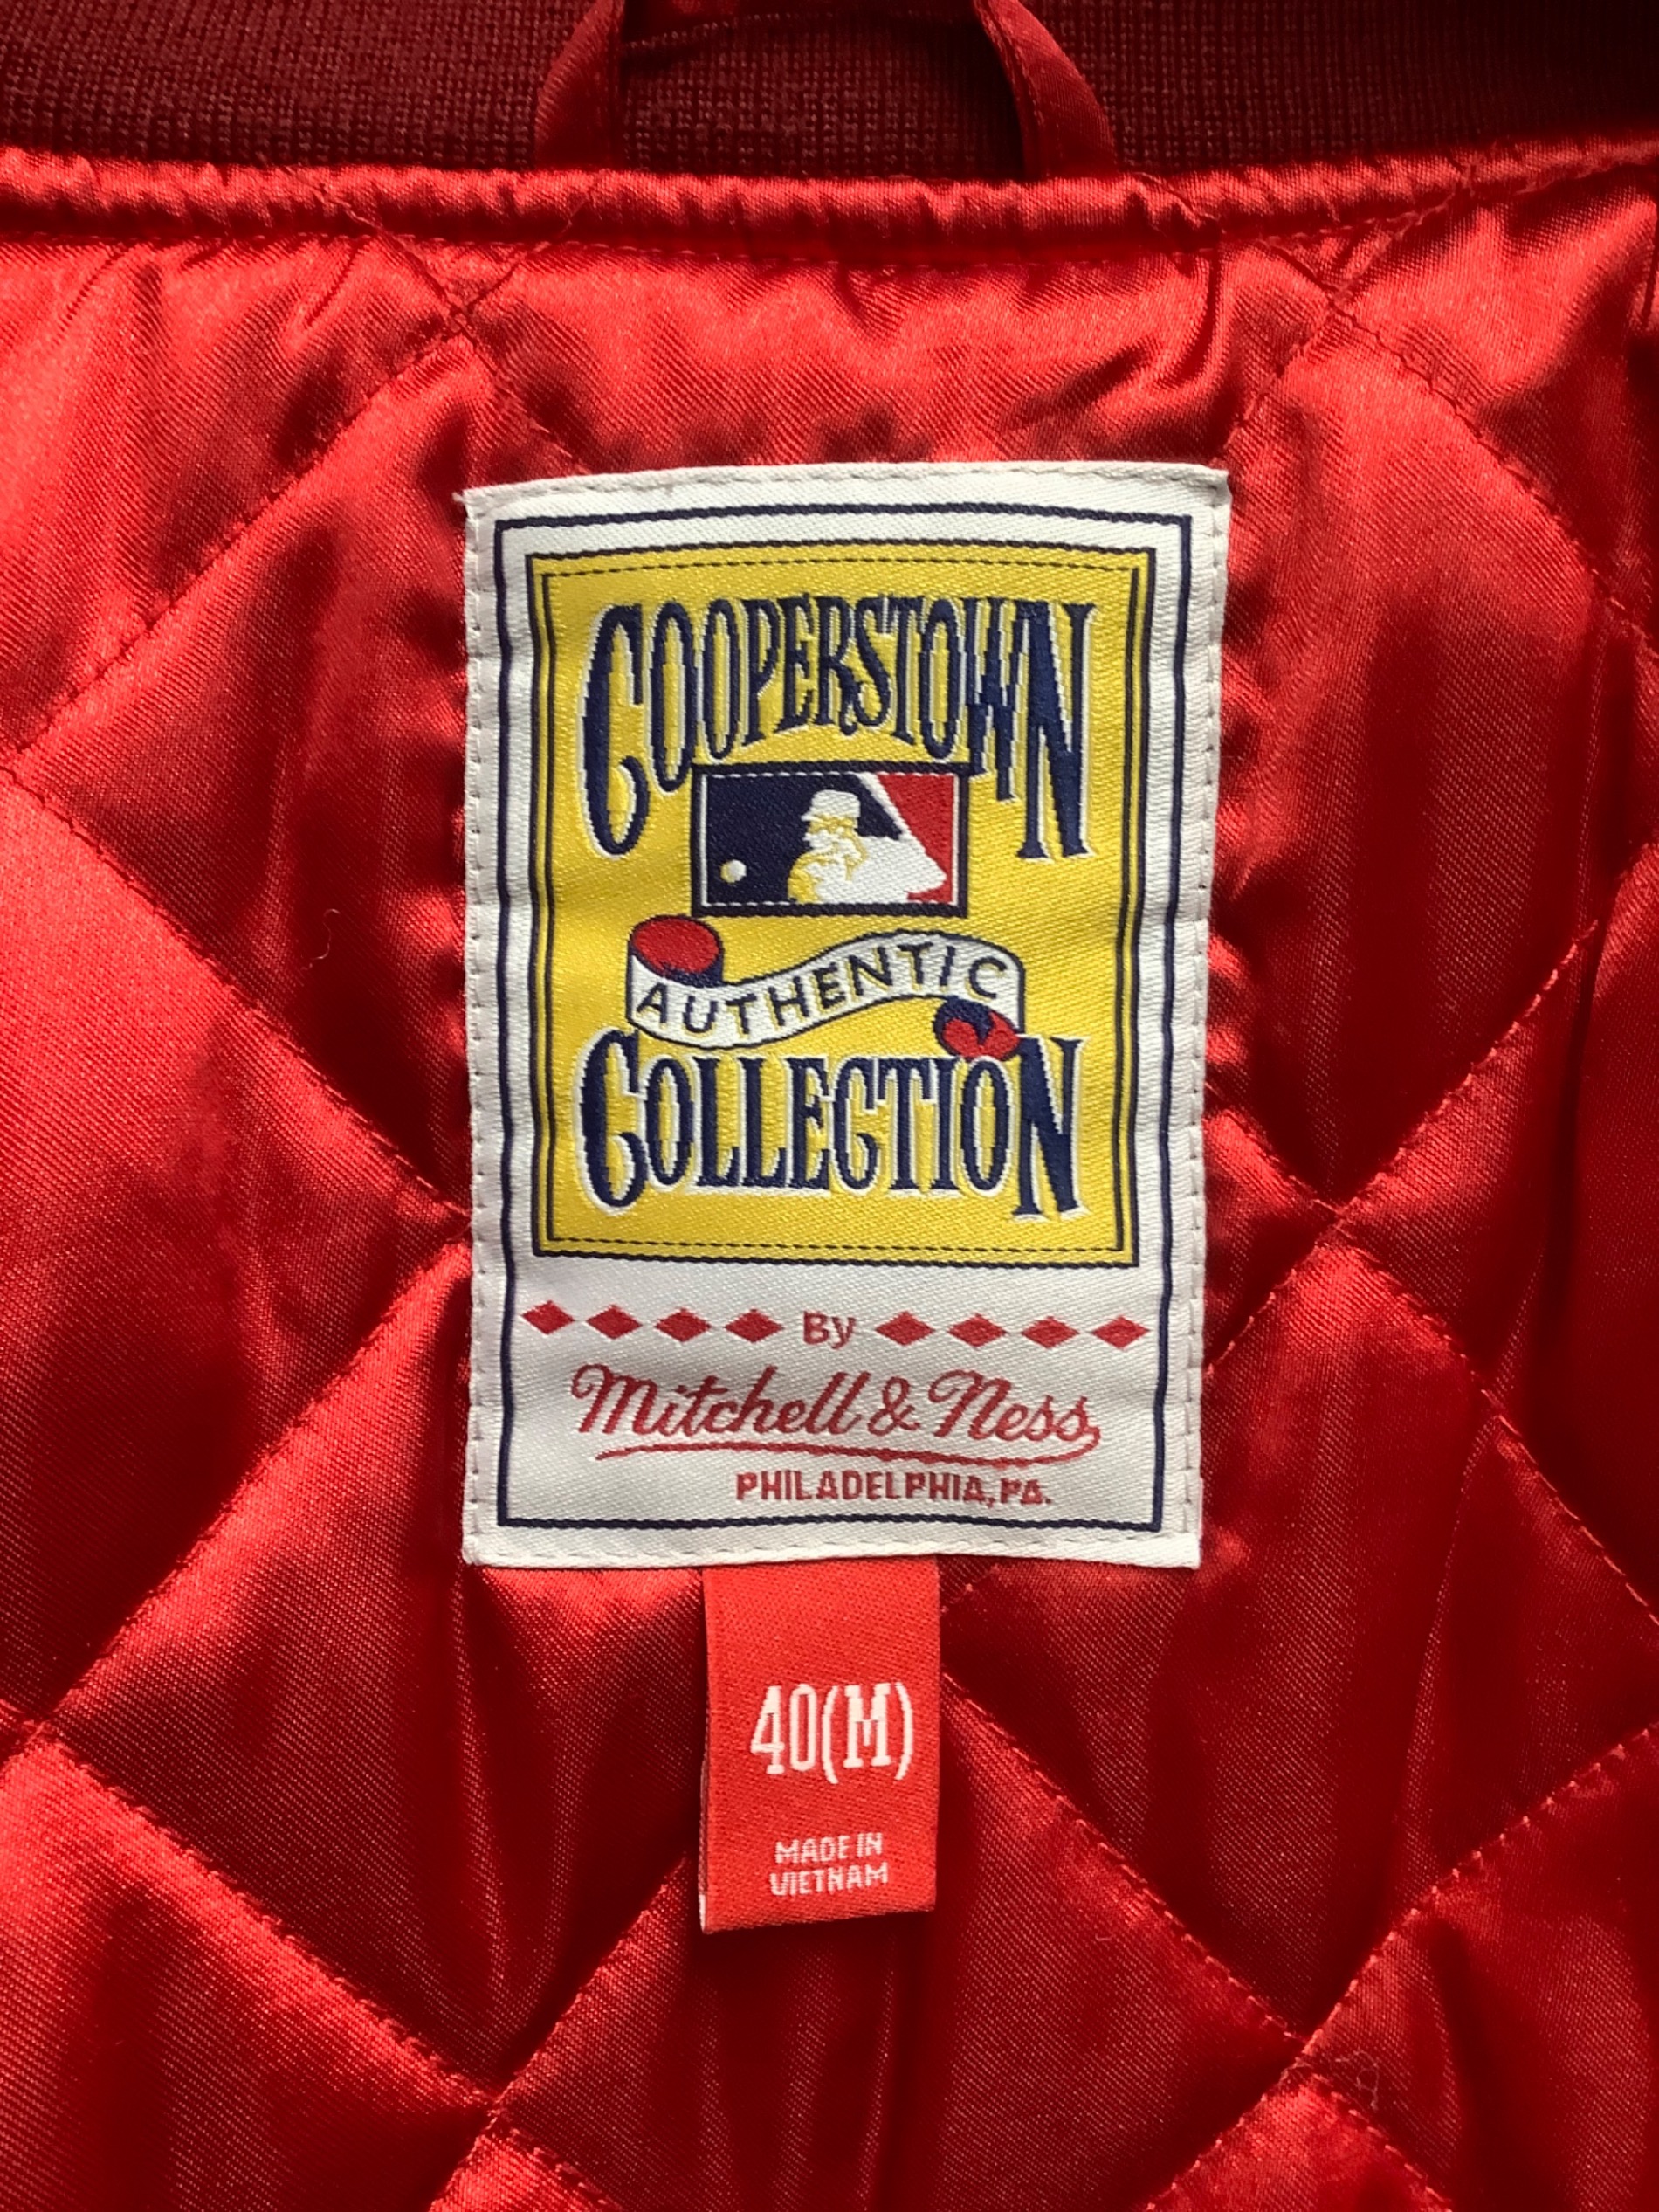 COOPERSTOWN
AUTHENTIC
COLLECTION
By
Mitchell & Ness
PHILADELPHIA, PA.
40(M)
MADE IN
VIETNAM